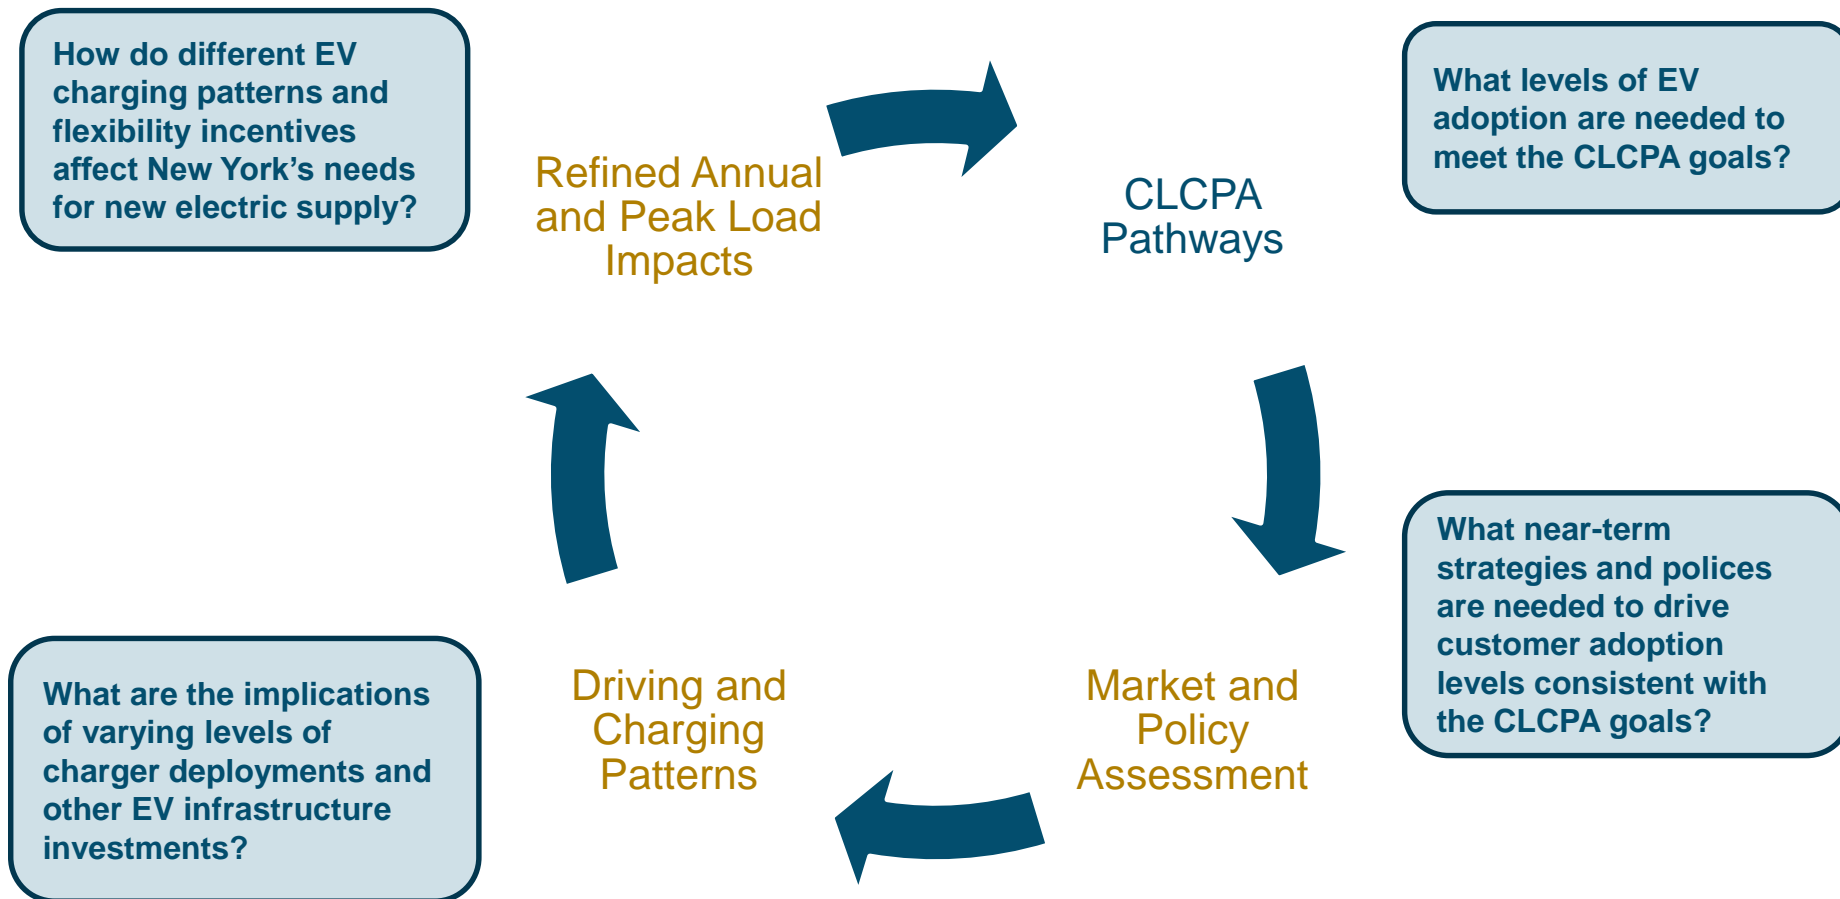 How do different EV
charging patterns and
flexibility incentives
affect New York’s needs
for new electric supply?
Refined Annual
and Peak Load
Impacts
CLCPA
Pathways
What levels of EV
adoption are needed to
meet the CLCPA goals?
What near-term
strategies and polices
are needed to drive
customer adoption
levels consistent with
the CLCPA goals?
Market and
Policy
Assessment
Driving and
Charging
Patterns
What are the implications
of varying levels of
charger deployments and
other EV infrastructure
investments?